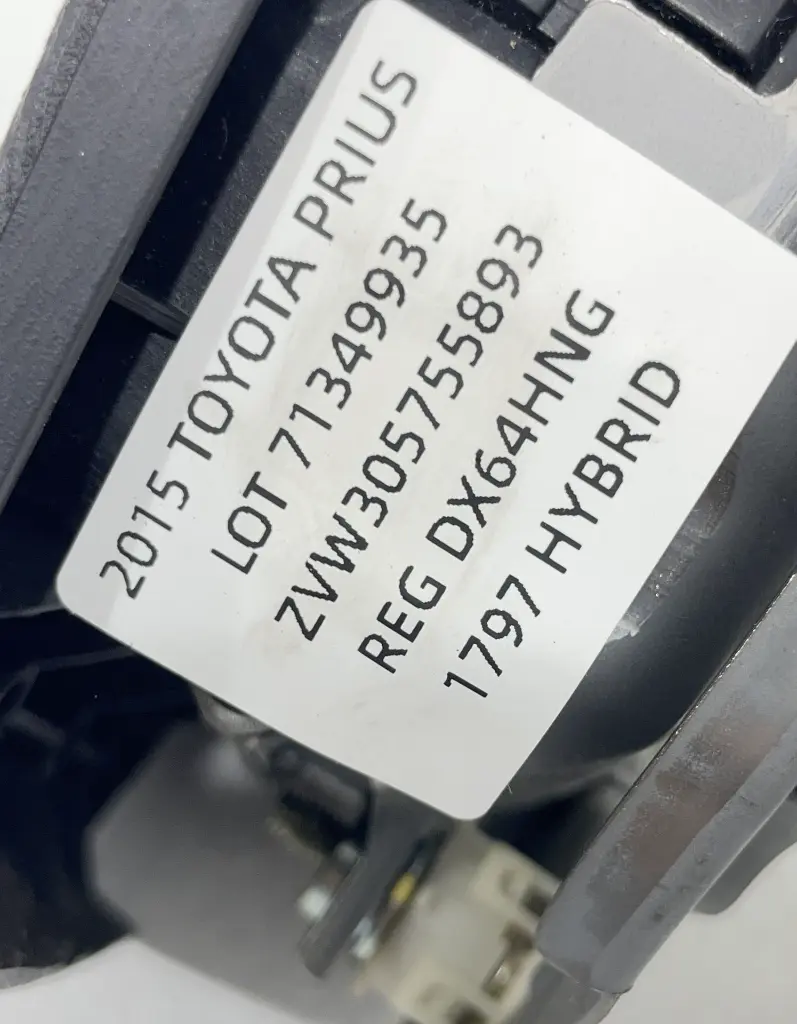 2015 TOYOTA PRIUS
LOT 71349935
ZVW305755893
REG DX64HNG
1797 HYBRID